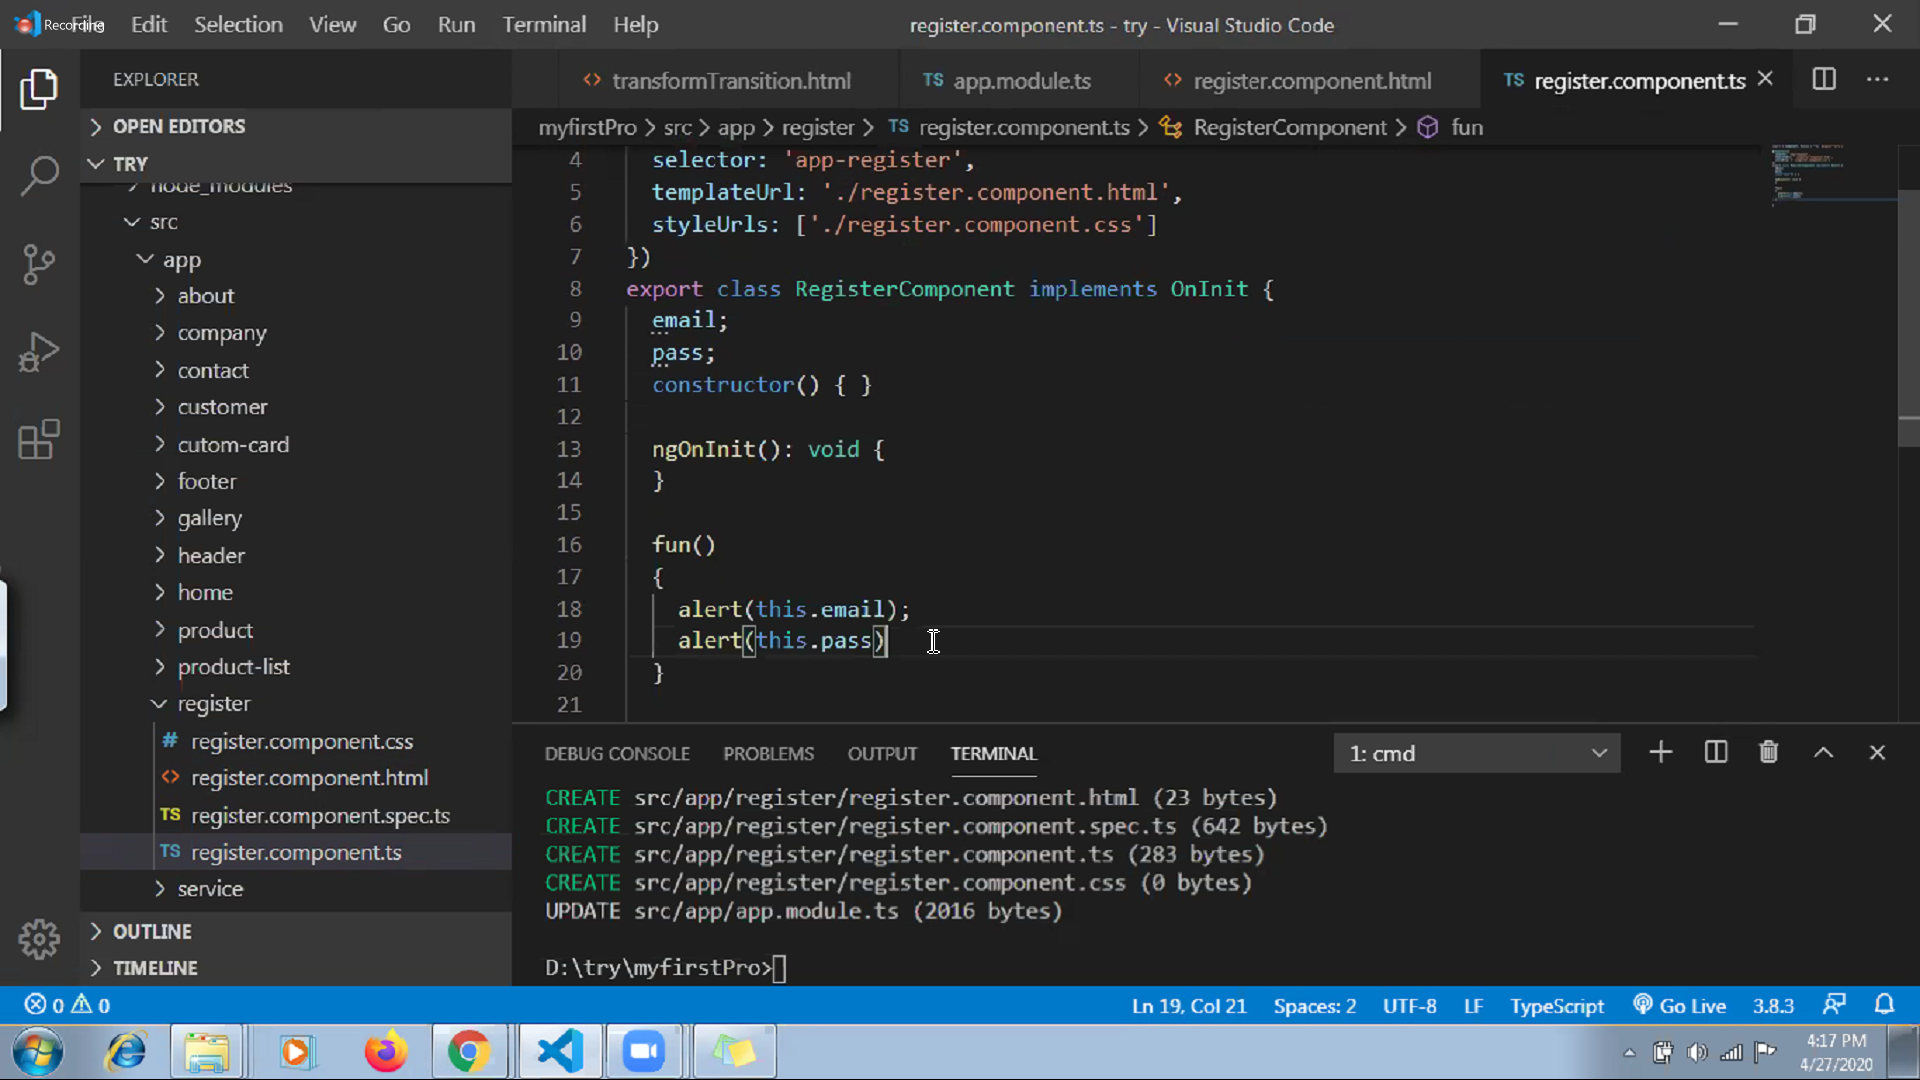 Recording File Edit Selection View Go Run Terminal Help register.component.ts - try - Visual Studio Code
EXPLORER
OPEN EDITORS
TRY
node_modules
src
app
about
company
contact
customer
cutom-card
footer
gallery
header
home
product
product-list
register
register.component.css
register.component.html
TS register.component.spec.ts
TS register.component.ts
service
OUTLINE
TIMELINE
transformTransition.html TS app.module.ts register.component.html TS register.component.ts
myfirstPro > src > app > register > TS register.component.ts > RegisterComponent > fun
4 selector: 'app-register',
5 templateUrl: './register.component.html',
6 styleUrls: ['./register.component.css']
7 })
8 export class RegisterComponent implements OnInit {
9 email;
10 pass;
11 constructor() { }
12
13 ngOnInit(): void {
14 }
15
16 fun()
17 {
18 alert(this.email);
19 alert(this.pass)
20 }
21
DEBUG CONSOLE PROBLEMS OUTPUT TERMINAL 1: cmd
CREATE src/app/register/register.component.html (23 bytes)
CREATE src/app/register/register.component.spec.ts (642 bytes)
CREATE src/app/register/register.component.ts (283 bytes)
CREATE src/app/register/register.component.css (0 bytes)
UPDATE src/app/app.module.ts (2016 bytes)
D:\try\myfirstPro>
0 0 Ln 19, Col 21 Spaces: 2 UTF-8 LF TypeScript Go Live 3.8.3
4:17 PM
4/27/2020